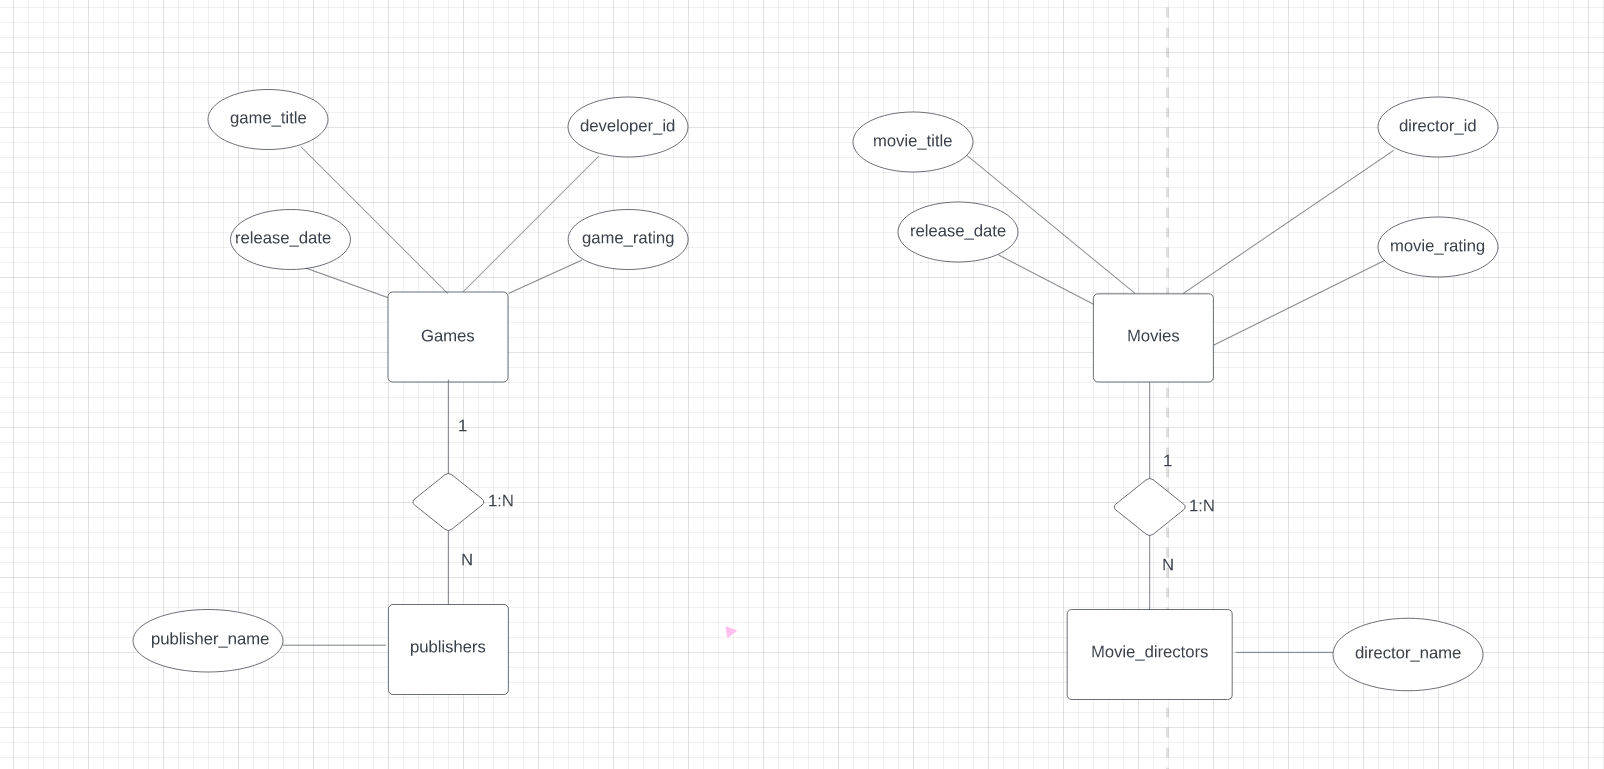 game_title
developer_id
release_date
game_rating
Games
1
1:N
N
publisher_name
publishers
movie_title
director_id
release_date
movie_rating
Movies
1
1:N
N
Movie_directors
director_name